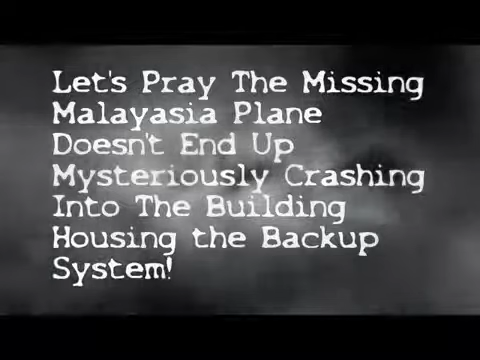 Let's Pray The Missing
Malayasia Plane
Doesn't End Up
Mysteriously Crashing
Into The Building
Housing the Backup
System!